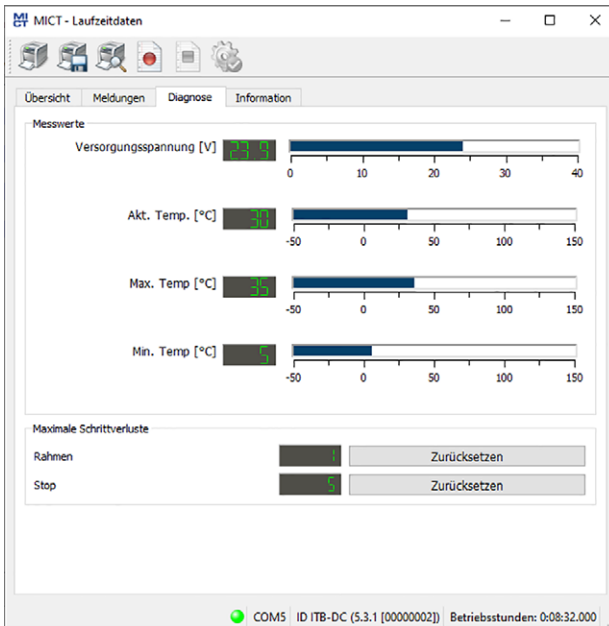 MICT MICT - Laufzeitdaten
Übersicht Meldungen Diagnose Information
Messwerte
Versorgungsspannung [V] 23.9
0 10 20 30 40
Akt. Temp. [°C] 30
-50 0 50 100 150
Max. Temp [°C] 35
-50 0 50 100 150
Min. Temp [°C] 5
-50 0 50 100 150
Maximale Schrittverluste
Rahmen 1 Zurücksetzen
Stop 5 Zurücksetzen
COM5 ID ITB-DC (5.3.1 [00000002]) Betriebsstunden: 0:08:32.000